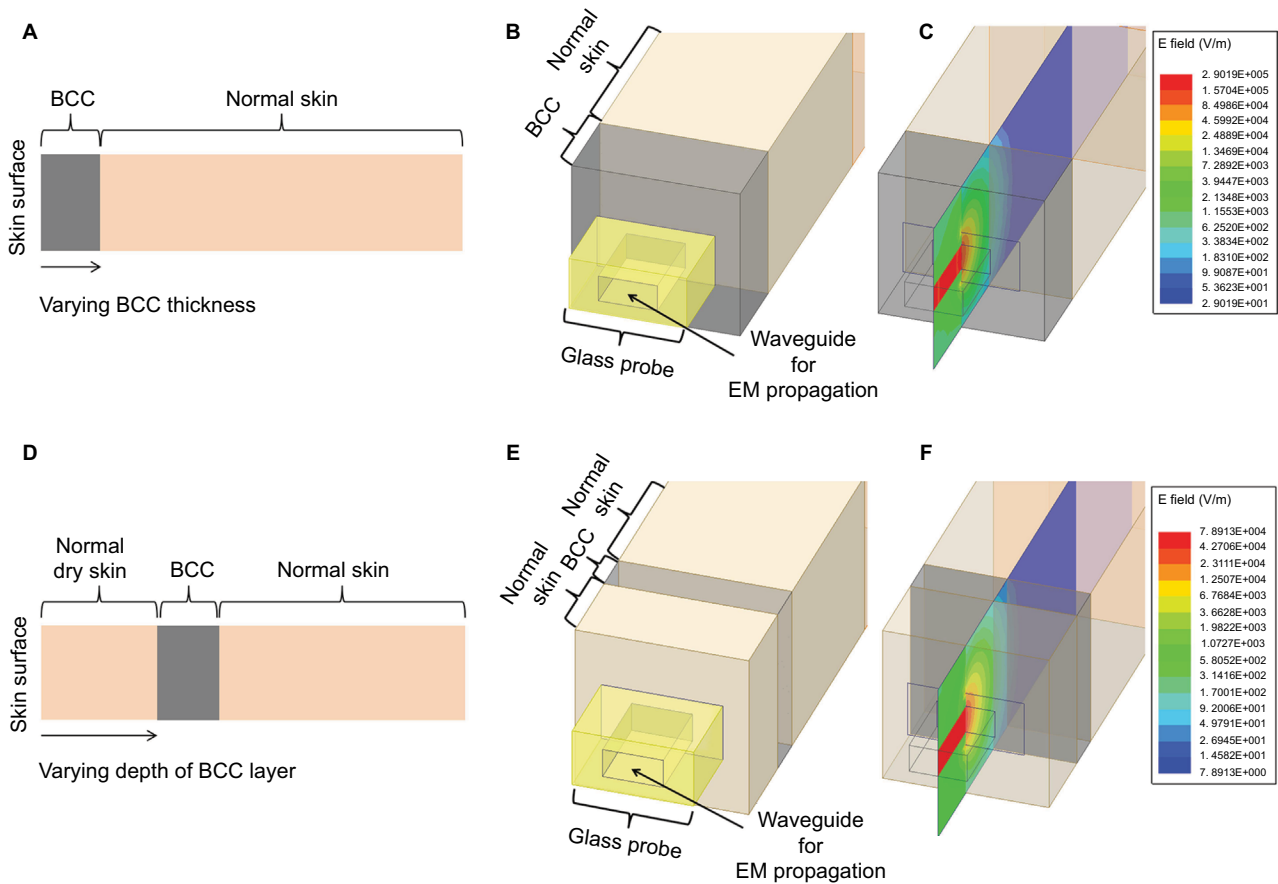 A
BCC
Normal skin
Skin surface
Varying BCC thickness
B
Normal
skin
BCC
Glass probe
Waveguide
for
EM propagation
C
E field (V/m)
2. 9019E+005
1. 5704E+005
8. 4986E+004
4. 5992E+004
2. 4889E+004
1. 3469E+004
7. 2892E+003
3. 9447E+003
2. 1348E+003
1. 1553E+003
6. 2520E+002
3. 3834E+002
1. 8310E+002
9. 9087E+001
5. 3623E+001
2. 9019E+001
D
Normal
dry skin
BCC
Normal skin
Skin surface
Varying depth of BCC layer
E
Normal
skin
BCC
Normal
skin
Glass probe
Waveguide
for
EM propagation
F
E field (V/m)
7. 8913E+004
4. 2706E+004
2. 3111E+004
1. 2507E+004
6. 7684E+003
3. 6628E+003
1. 9822E+003
1. 0727E+003
5. 8052E+002
3. 1416E+002
1. 7001E+002
9. 2006E+001
4. 9791E+001
2. 6945E+001
1. 4582E+001
7. 8913E+000